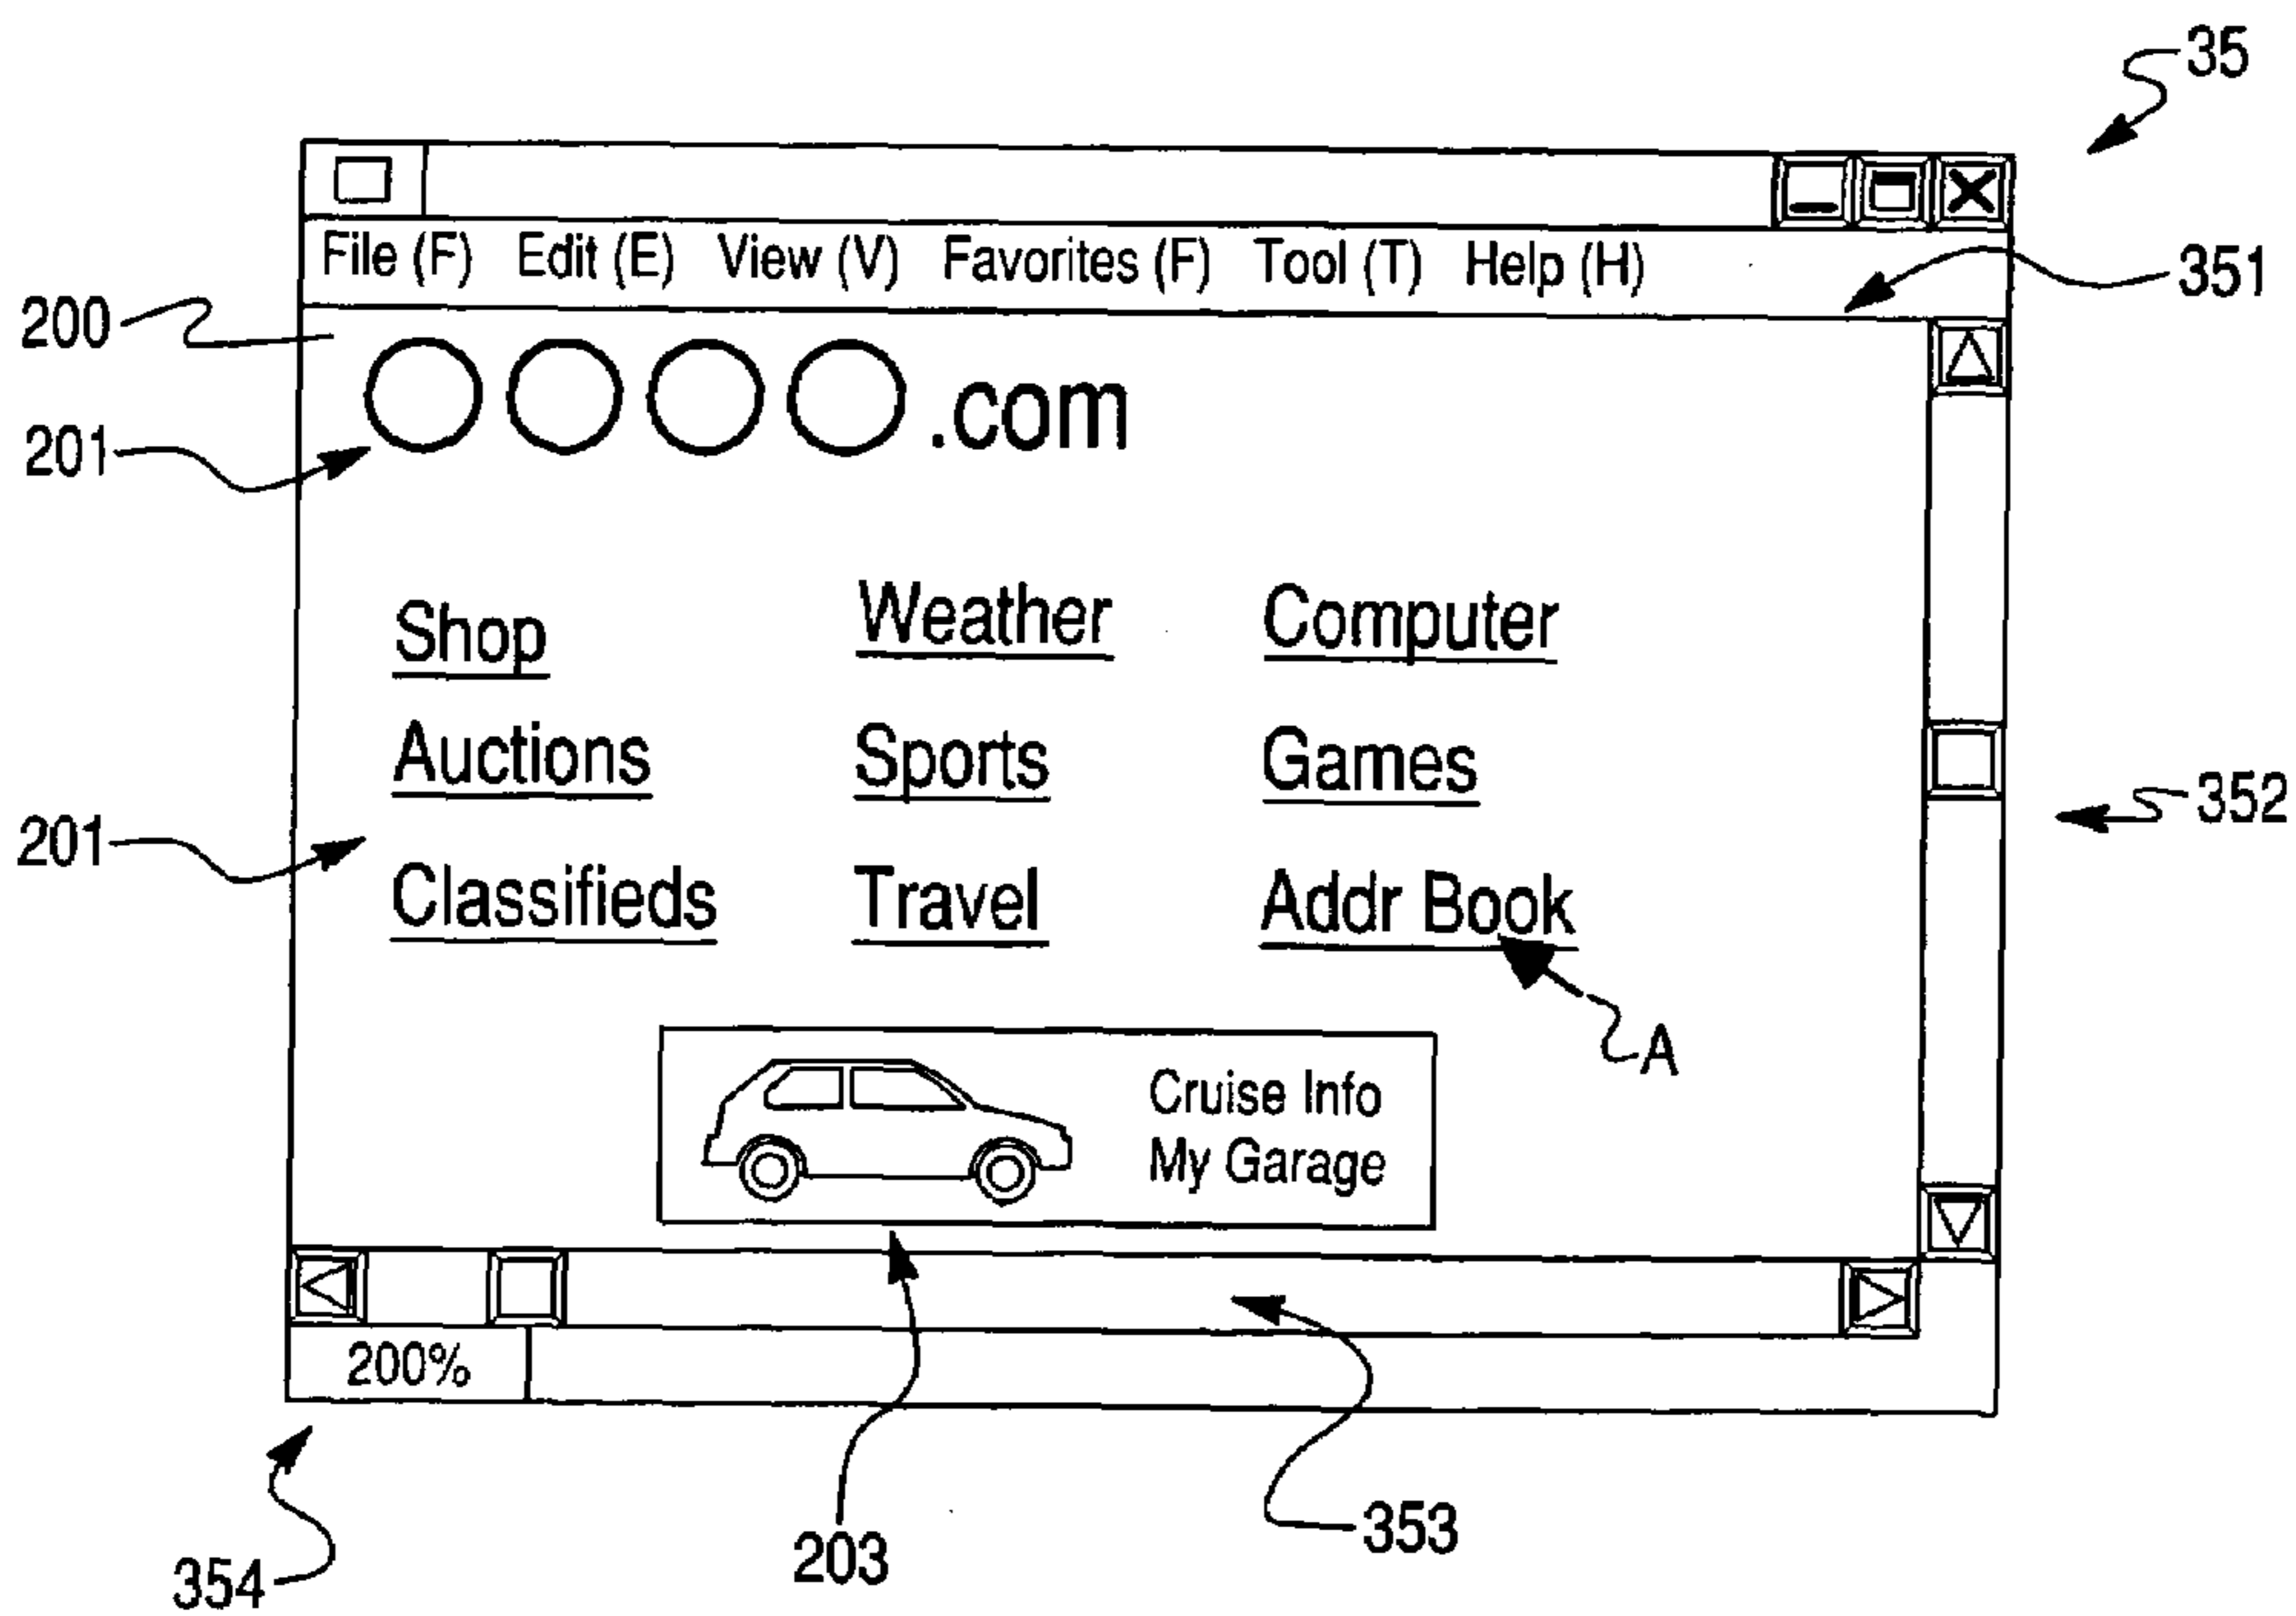 35
File (F) Edit (E) View (V) Favorites (F) Tool (T) Help (H)
351
200
.com
201
Shop Weather Computer
Auctions Sports Games
352
201
Classifieds Travel Addr Book
A
Cruise Info
My Garage
200%
353
203
354